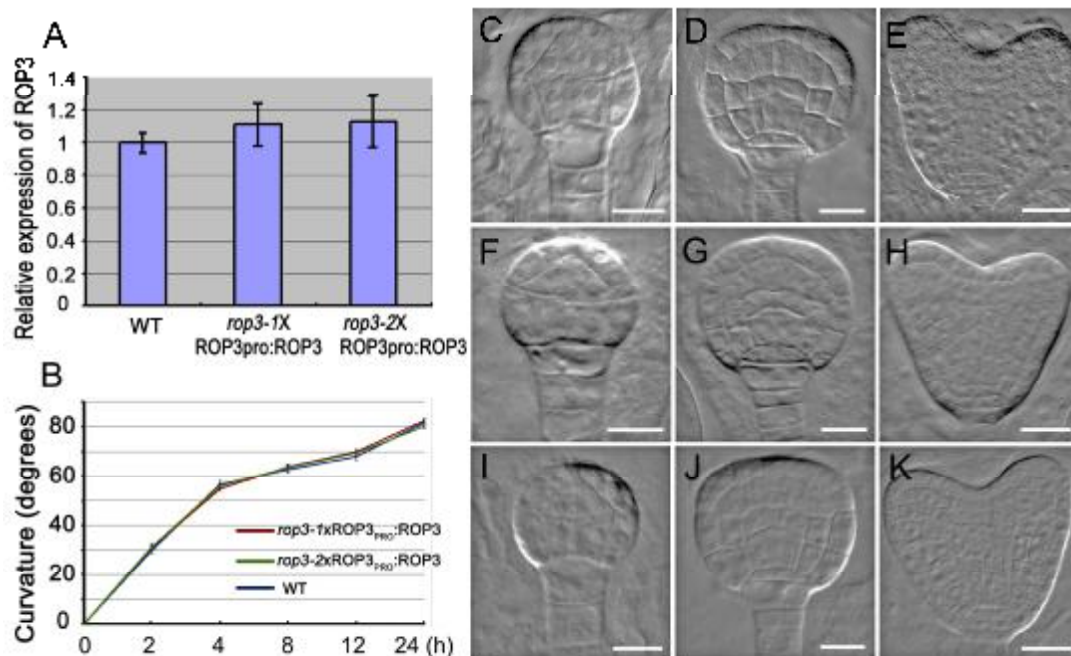 A
Relative expression of ROP3
1.4
1.2
1
0.8
0.6
0.4
0.2
0
WT
rop3-1X
ROP3pro:ROP3
rop3-2X
ROP3pro:ROP3
B
Curvature (degrees)
80
60
40
20
0
rop3-1xROP3PRO:ROP3
rop3-2xROP3PRO:ROP3
WT
0 2 4 8 12 24 (h)
C
D
E
F
G
H
I
J
K